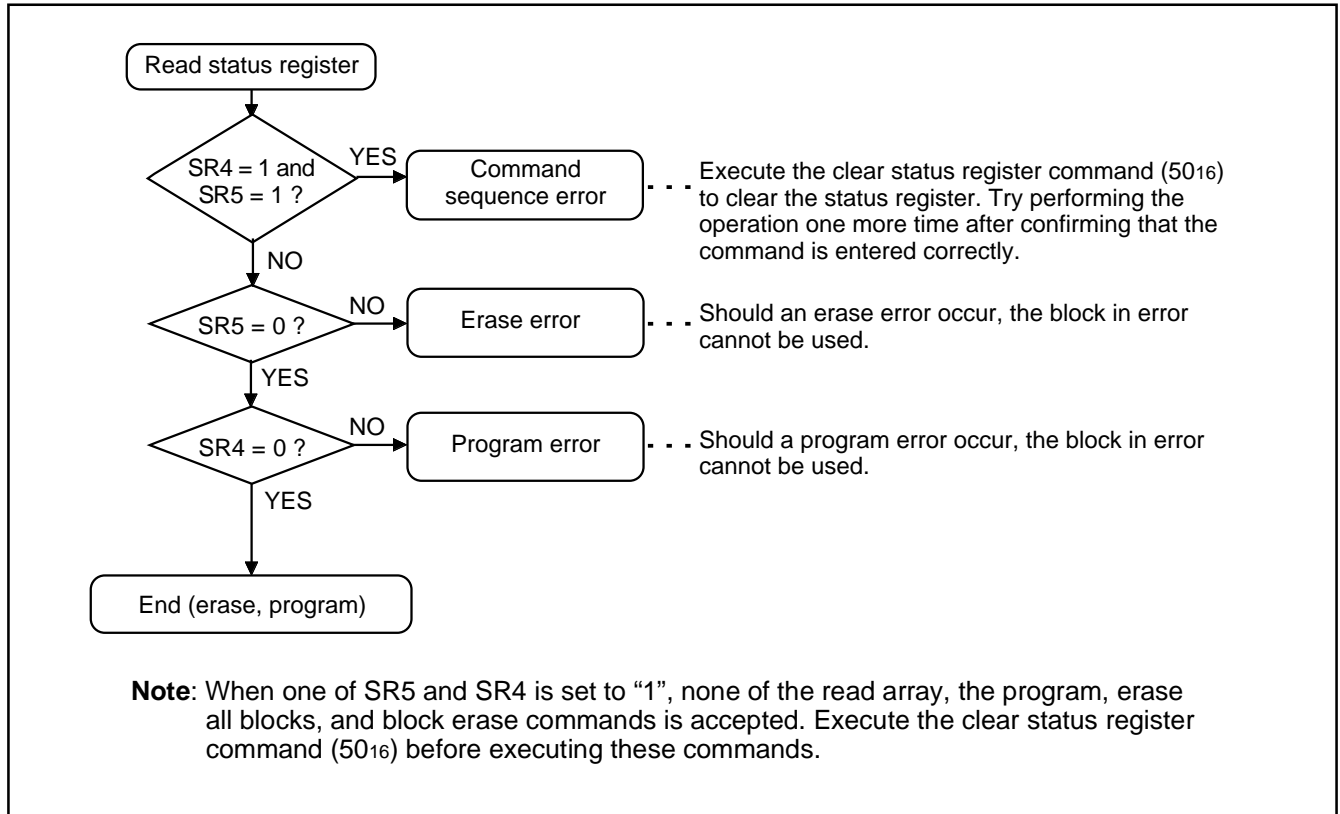 Read status register
SR4 = 1 and
SR5 = 1 ?
YES
Command
sequence error
Execute the clear status register command (5016)
to clear the status register. Try performing the
operation one more time after confirming that the
command is entered correctly.
NO
SR5 = 0 ?
NO
Erase error
Should an erase error occur, the block in error
cannot be used.
YES
SR4 = 0 ?
NO
Program error
Should a program error occur, the block in error
cannot be used.
YES
End (erase, program)
Note: When one of SR5 and SR4 is set to “1”, none of the read array, the program, erase
all blocks, and block erase commands is accepted. Execute the clear status register
command (5016) before executing these commands.